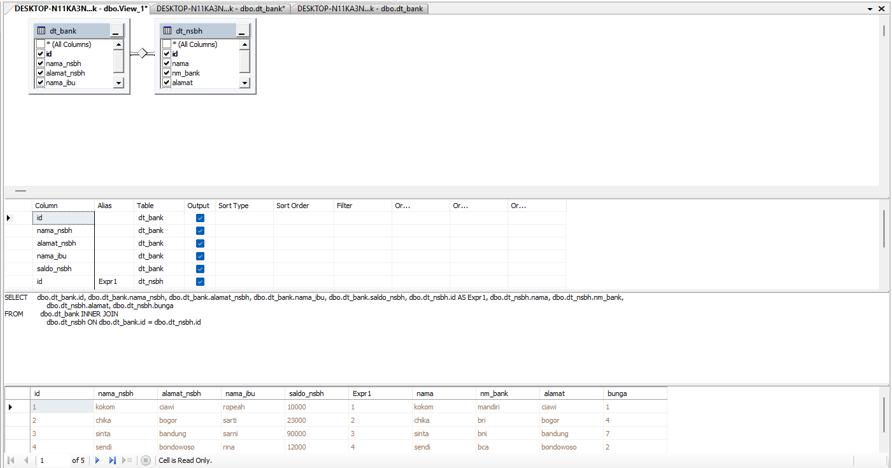 DESKTOP-N11KA3N...k - dbo.View_1* DESKTOP-N11KA3N...k - dbo.dt_bank* DESKTOP-N11KA3N...k - dbo.dt_bank
dt_bank dt_nsbh
* (All Columns) * (All Columns)
id id
nama_nsbh nama
alamat_nsbh nm_bank
nama_ibu alamat
Column Alias Table Output Sort Type Sort Order Filter Or... Or... Or...
id dt_bank
nama_nsbh dt_bank
alamat_nsbh dt_bank
nama_ibu dt_bank
saldo_nsbh dt_bank
id Expr1 dt_nsbh
SELECT dbo.dt_bank.id, dbo.dt_bank.nama_nsbh, dbo.dt_bank.alamat_nsbh, dbo.dt_bank.nama_ibu, dbo.dt_bank.saldo_nsbh, dbo.dt_nsbh.id AS Expr1, dbo.dt_nsbh.nama, dbo.dt_nsbh.nm_bank,
dbo.dt_nsbh.alamat, dbo.dt_nsbh.bunga
FROM dbo.dt_bank INNER JOIN
dbo.dt_nsbh ON dbo.dt_bank.id = dbo.dt_nsbh.id
id nama_nsbh alamat_nsbh nama_ibu saldo_nsbh Expr1 nama nm_bank alamat bunga
1 kokom ciawi ropeah 10000 1 kokom mandiri ciawi 1
2 chika bogor sarti 23000 2 chika bri bogor 4
3 sinta bandung sarni 90000 3 sinta bni bandung 7
4 sendi bondowoso rina 12000 4 sendi bca bondowoso 2
1 of 5 Cell is Read Only.